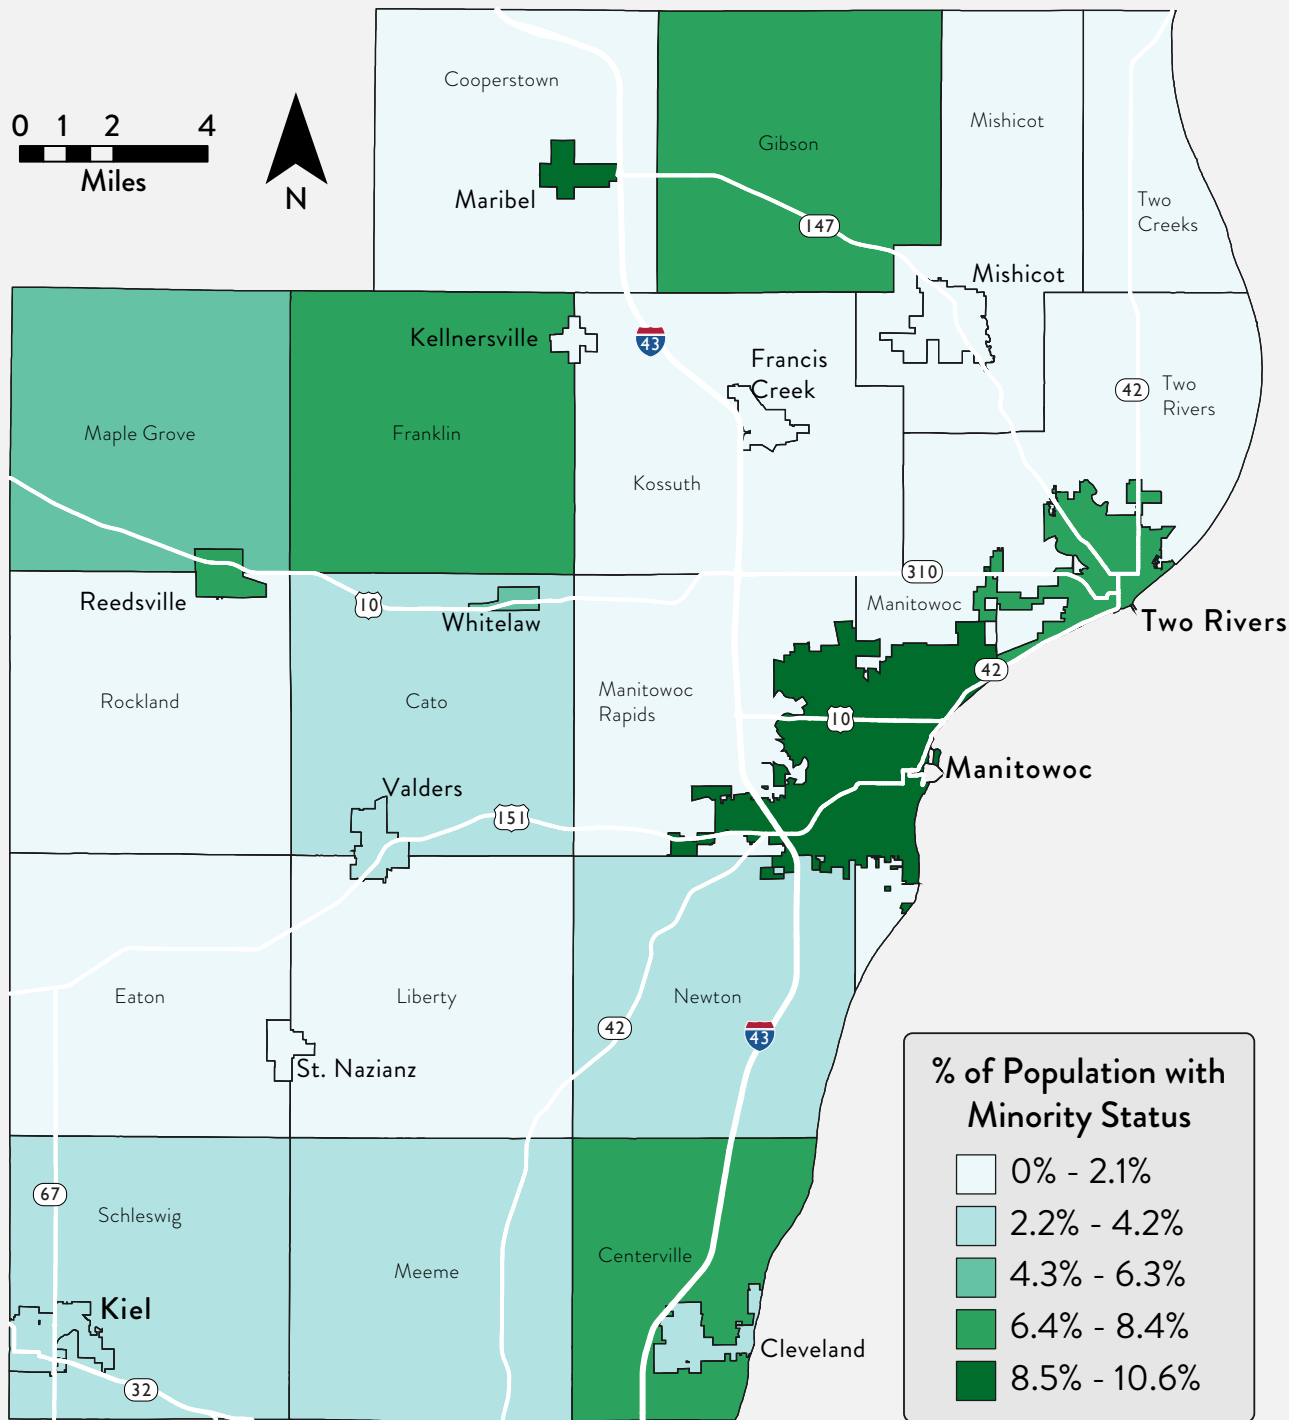 Cooperstown
Gibson
Mishicot
Two
Creeks
0 1 2 4
Miles
N
Maribel
147
Mishicot
Kellnersville
43
Francis
Creek
42
Two
Rivers
Maple Grove
Franklin
Kossuth
310
Reedsville
10
Whitelaw
Manitowoc
Two Rivers
42
Rockland
Cato
Manitowoc
Rapids
10
Manitowoc
Valders
151
Eaton
Liberty
Newton
42
43
St. Nazianz
67
Schleswig
Meeme
Centerville
Kiel
Cleveland
32
% of Population with
Minority Status
0% - 2.1%
2.2% - 4.2%
4.3% - 6.3%
6.4% - 8.4%
8.5% - 10.6%